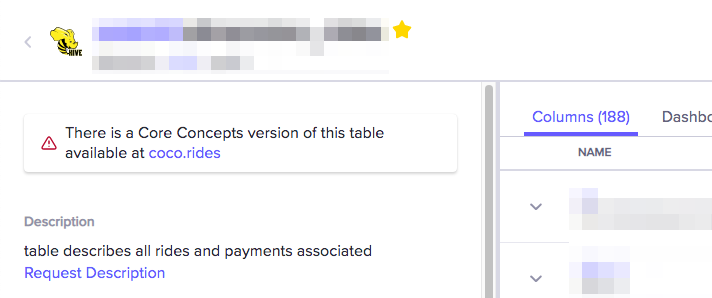 HIVE
There is a Core Concepts version of this table
available at coco.rides
Description
table describes all rides and payments associated
Request Description
Columns (188)
Dashbo
NAME